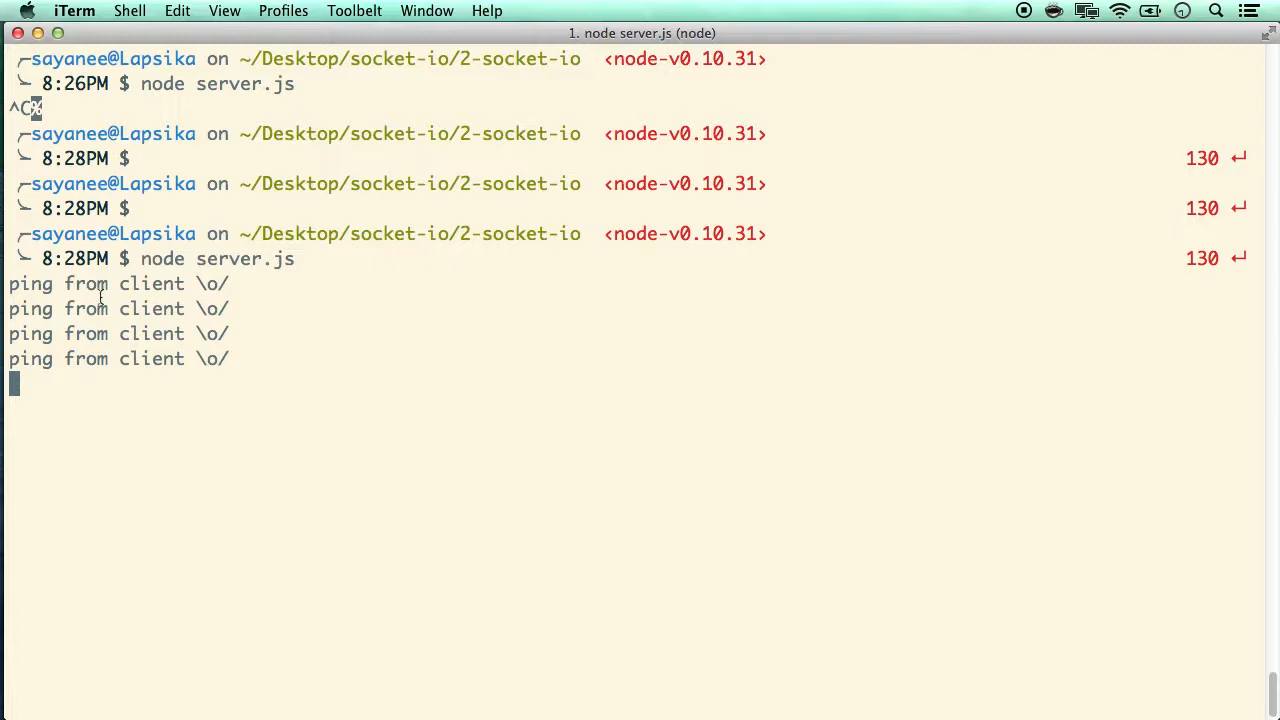 iTerm Shell Edit View Profiles Toolbelt Window Help
1. node server.js (node)
╭─sayanee@Lapsika on ~/Desktop/socket-io/2-socket-io ‹node-v0.10.31›
╰ 8:26PM $ node server.js
^C%
╭─sayanee@Lapsika on ~/Desktop/socket-io/2-socket-io ‹node-v0.10.31›
╰ 8:28PM $ 130 ↵
╭─sayanee@Lapsika on ~/Desktop/socket-io/2-socket-io ‹node-v0.10.31›
╰ 8:28PM $ 130 ↵
╭─sayanee@Lapsika on ~/Desktop/socket-io/2-socket-io ‹node-v0.10.31›
╰ 8:28PM $ node server.js 130 ↵
ping from client \o/
ping from client \o/
ping from client \o/
ping from client \o/